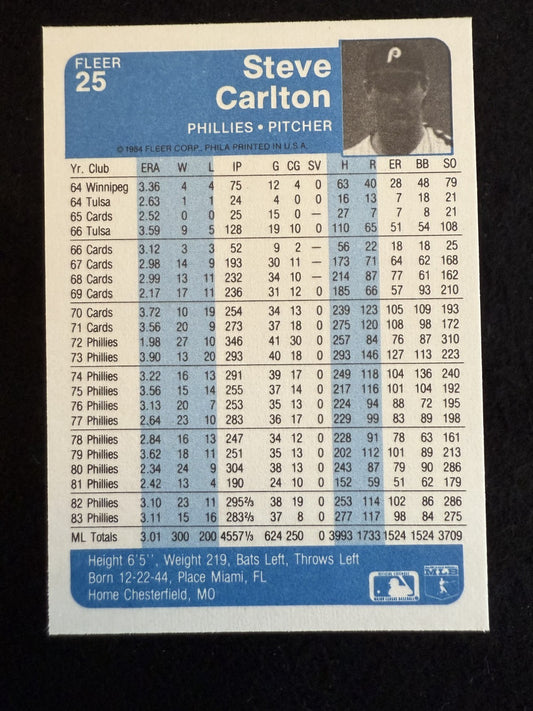 FLEER
25
Steve
Carlton
PHILLIES • PITCHER
© 1984 FLEER CORP., PHILA PRINTED IN U.S.A.
Yr. Club ERA W L IP G CG SV H R ER BB SO
64 Winnipeg 3.36 4 4 75 12 4 0 63 40 28 48 79
64 Tulsa 2.63 1 1 24 4 0 0 16 13 7 18 21
65 Cards 2.52 0 0 25 15 0 — 27 7 7 8 21
66 Tulsa 3.59 9 5 128 19 10 0 110 65 51 54 108
66 Cards 3.12 3 3 52 9 2 — 56 22 18 18 25
67 Cards 2.98 14 9 193 30 11 — 173 71 64 62 168
68 Cards 2.99 13 11 232 34 10 — 214 87 77 61 162
69 Cards 2.17 17 11 236 31 12 0 185 66 57 93 210
70 Cards 3.72 10 19 254 34 13 0 239 123 105 109 193
71 Cards 3.56 20 9 273 37 18 0 275 120 108 98 172
72 Phillies 1.98 27 10 346 41 30 0 257 84 76 87 310
73 Phillies 3.90 13 20 293 40 18 0 293 146 127 113 223
74 Phillies 3.22 16 13 291 39 17 0 249 118 104 136 240
75 Phillies 3.56 15 14 255 37 14 0 217 116 101 104 192
76 Phillies 3.13 20 7 253 35 13 0 224 94 88 72 195
77 Phillies 2.64 23 10 283 36 17 0 229 99 83 89 198
78 Phillies 2.84 16 13 247 34 12 0 228 91 78 63 161
79 Phillies 3.62 18 11 251 35 13 0 202 112 101 89 213
80 Phillies 2.34 24 9 304 38 13 0 243 87 79 90 286
81 Phillies 2.42 13 4 190 24 10 0 152 59 51 62 179
82 Phillies 3.10 23 11 295⅔ 38 19 0 253 114 102 86 286
83 Phillies 3.11 15 16 283⅔ 37 8 0 277 117 98 84 275
ML Totals 3.01 300 200 4557⅓ 624 250 0 3993 1733 1524 1524 3709
Height 6'5'', Weight 219, Bats Left, Throws Left
Born 12-22-44, Place Miami, FL
Home Chesterfield, MO
MAJOR LEAGUE BASEBALL